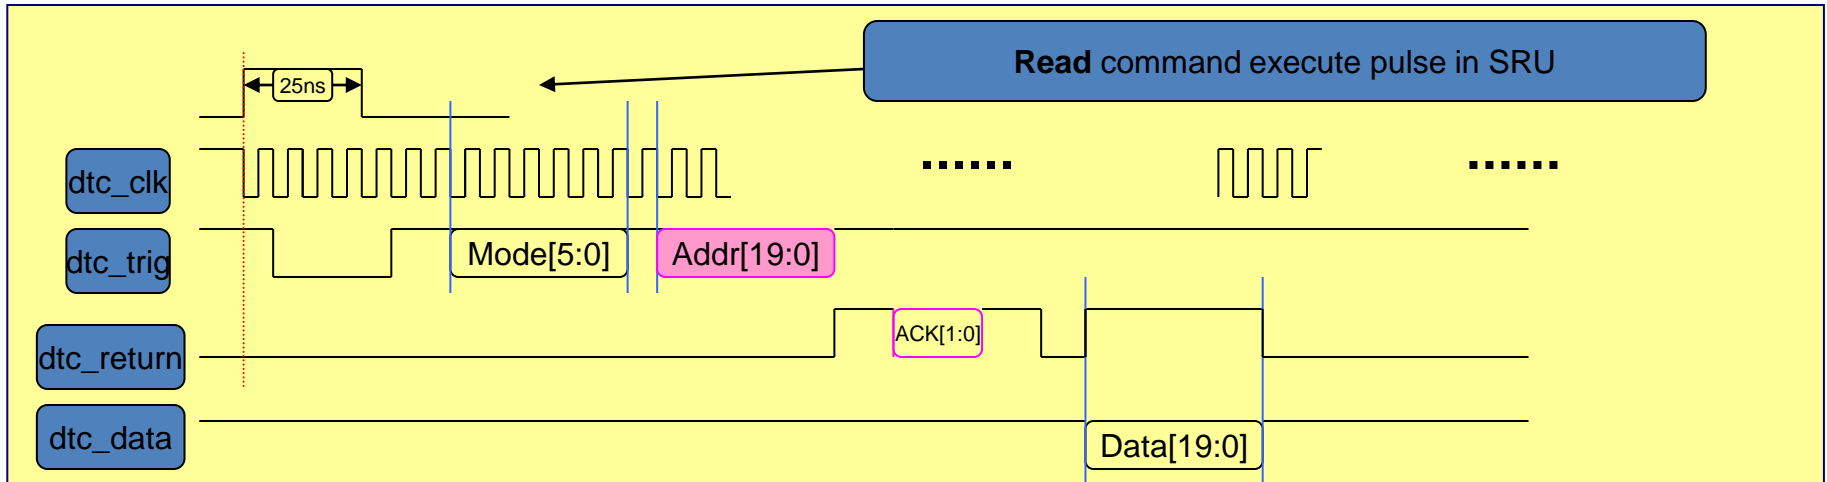 Read command execute pulse in SRU
25ns
dtc_clk
dtc_trig
Mode[5:0]
Addr[19:0]
dtc_return
ACK[1:0]
dtc_data
Data[19:0]